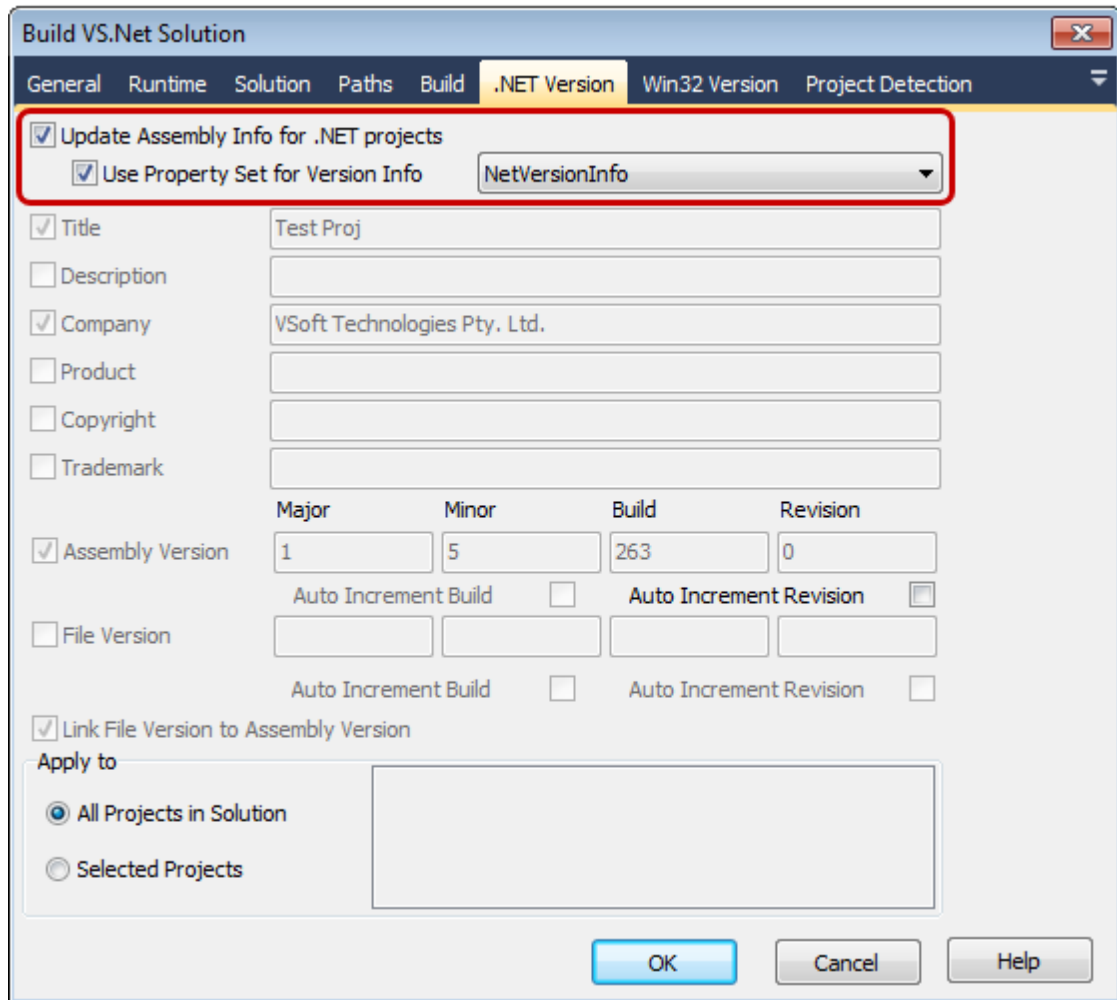 Build VS.Net Solution
General Runtime Solution Paths Build .NET Version Win32 Version Project Detection
Update Assembly Info for .NET projects
Use Property Set for Version Info NetVersionInfo
Title Test Proj
Description
Company VSoft Technologies Pty. Ltd.
Product
Copyright
Trademark
Major Minor Build Revision
Assembly Version 1 5 263 0
Auto Increment Build Auto Increment Revision
File Version
Auto Increment Build Auto Increment Revision
Link File Version to Assembly Version
Apply to
All Projects in Solution
Selected Projects
OK Cancel Help